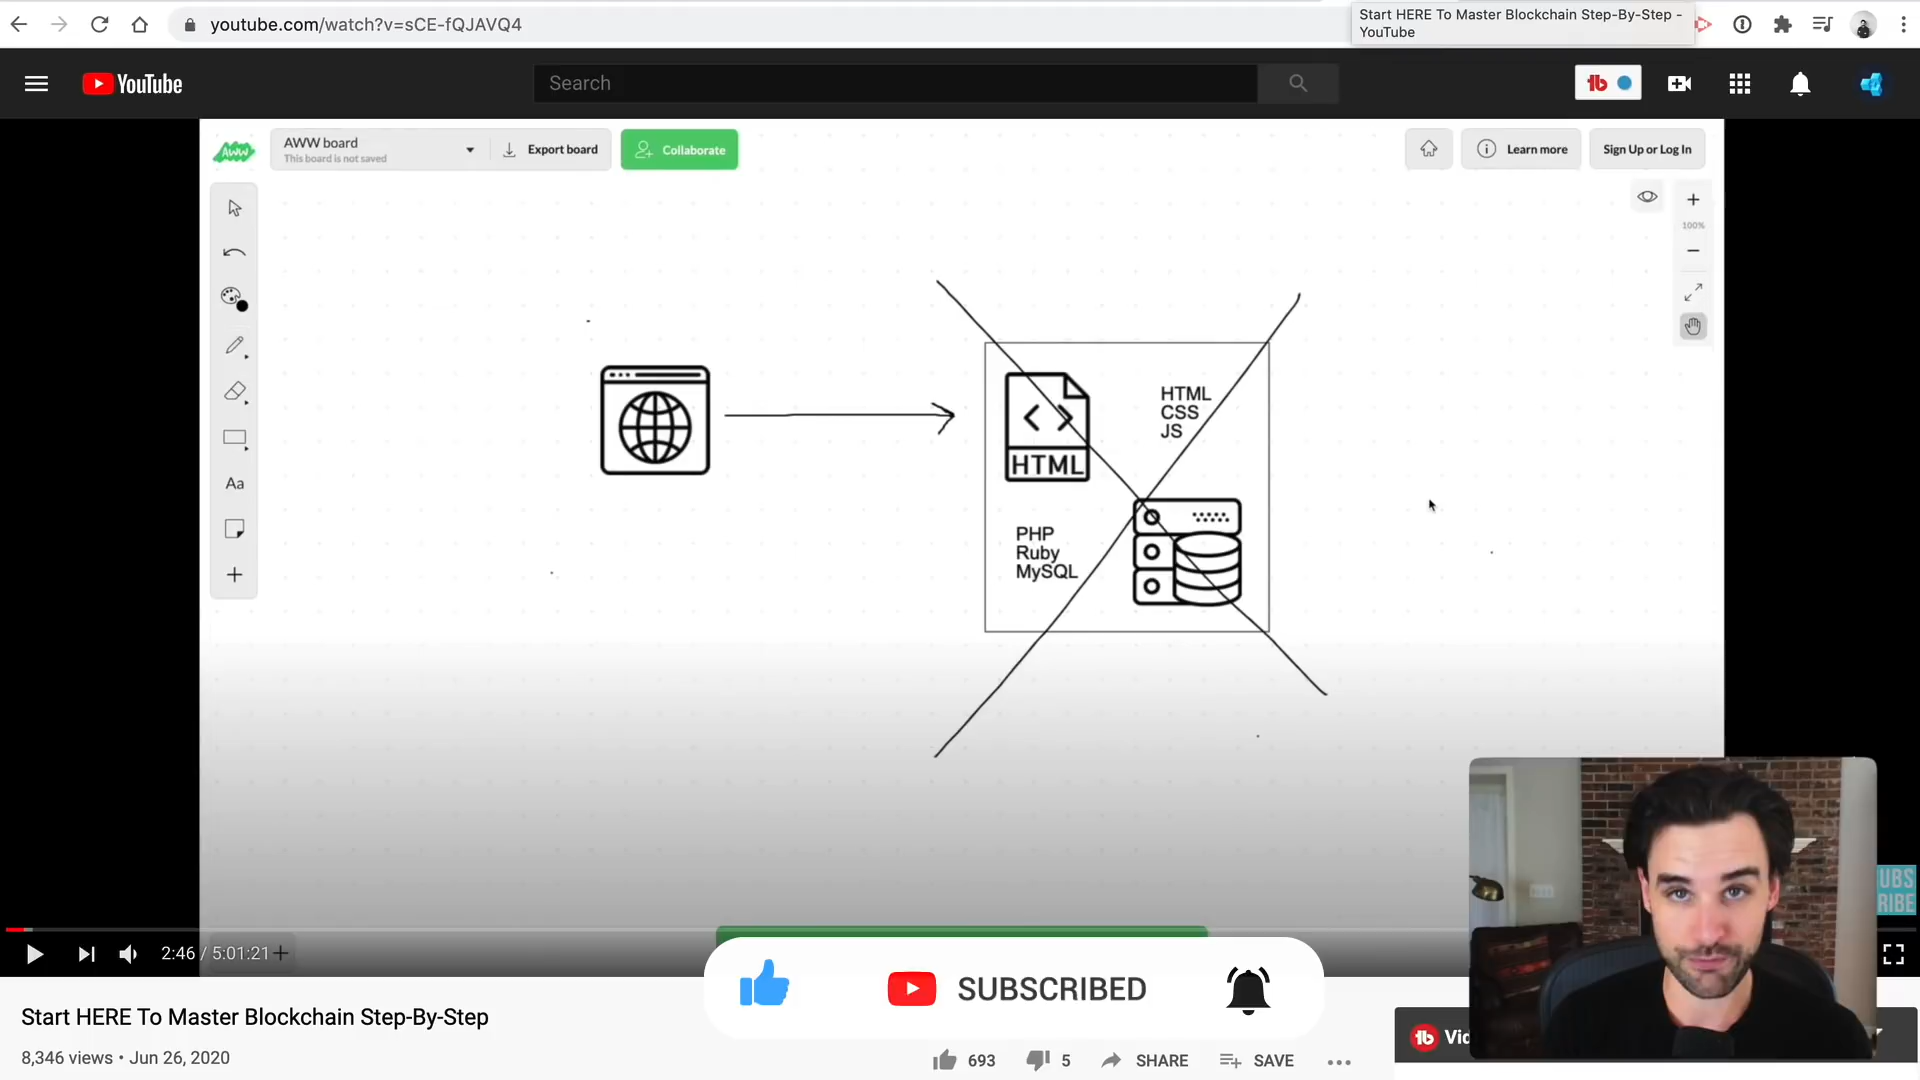 youtube.com/watch?v=sCE-fQJAVQ4
Start HERE To Master Blockchain Step-By-Step -
YouTube
YouTube
Search
AWW
AWW board
This board is not saved
Export board
Collaborate
Learn more
Sign Up or Log In
100%
Aa
HTML
HTML
CSS
JS
PHP
Ruby
MySQL
UBS
RIBE
2:46 / 5:01:21
SUBSCRIBED
Start HERE To Master Blockchain Step-By-Step
8,346 views • Jun 26, 2020
693
5
SHARE
SAVE
Vid